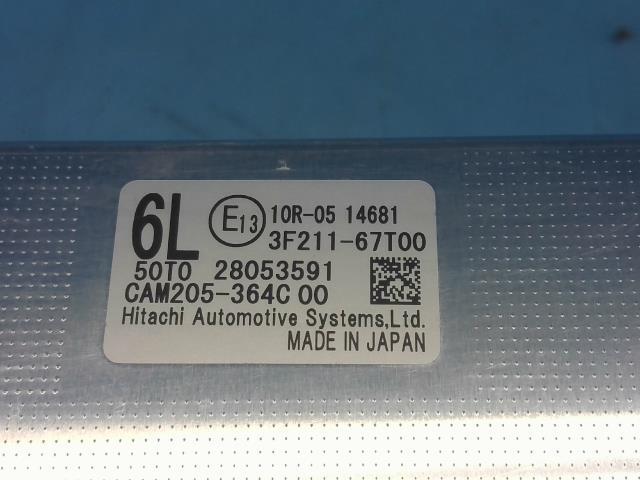 6L E13 10R-05 14681
3F211-67T00
50T0 28053591
CAM205-364C 00
Hitachi Automotive Systems,Ltd.
MADE IN JAPAN